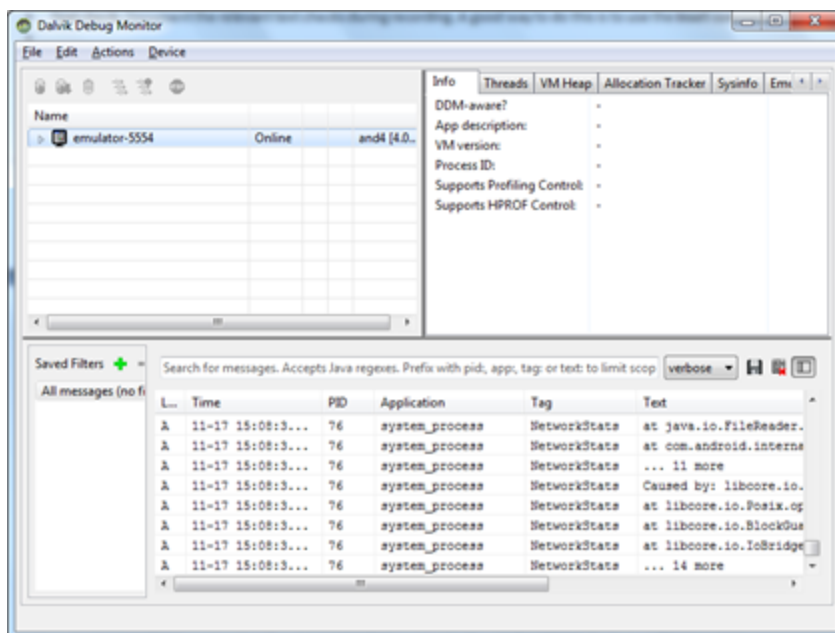 Dalvik Debug Monitor
File Edit Actions Device
Name
emulator-5554 Online and4 [4.0...
Info Threads VM Heap Allocation Tracker Sysinfo Emu
DDM-aware? -
App description: -
VM version: -
Process ID: -
Supports Profiling Control: -
Supports HPROF Control: -
Saved Filters
All messages (no fi
Search for messages. Accepts Java regexes. Prefix with pid:, app:, tag: or text: to limit scop verbose
L... Time PID Application Tag Text
A 11-17 15:08:3... 76 system_process NetworkStats at java.io.FileReader.
A 11-17 15:08:3... 76 system_process NetworkStats at com.android.interna
A 11-17 15:08:3... 76 system_process NetworkStats ... 11 more
A 11-17 15:08:3... 76 system_process NetworkStats Caused by: libcore.io.
A 11-17 15:08:3... 76 system_process NetworkStats at libcore.io.Posix.op
A 11-17 15:08:3... 76 system_process NetworkStats at libcore.io.BlockGua
A 11-17 15:08:3... 76 system_process NetworkStats at libcore.io.IoBridge
A 11-17 15:08:3... 76 system_process NetworkStats ... 14 more